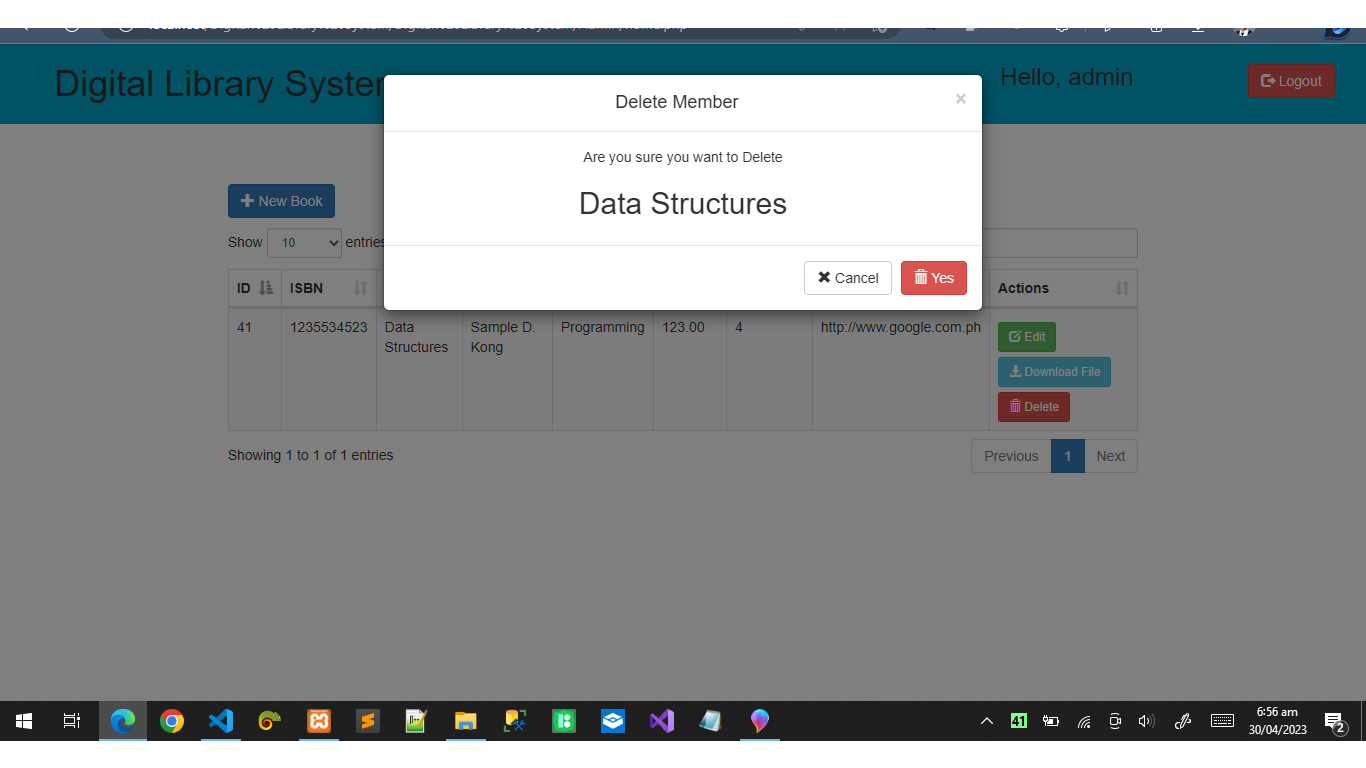 Digital Library System
Hello, admin
Logout
Delete Member
×
Are you sure you want to Delete
Data Structures
Cancel
Yes
New Book
Show 10 entries
ID
ISBN
Actions
41
1235534523
Data
Structures
Sample D.
Kong
Programming
123.00
4
http://www.google.com.ph
Edit
Download File
Delete
Showing 1 to 1 of 1 entries
Previous
1
Next
41
6:56 am
30/04/2023
2